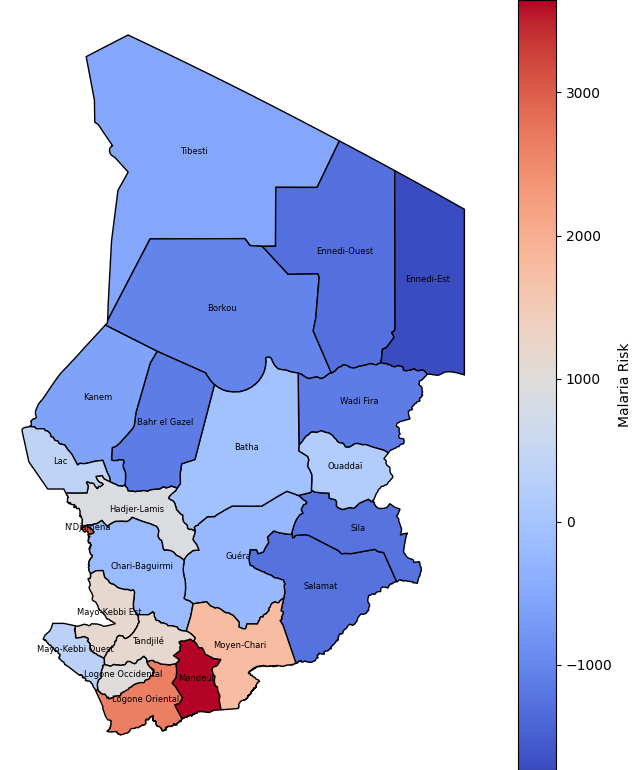 Tibesti
Ennedi-Ouest
Ennedi-Est
Borkou
Kanem
Wadi Fira
Bahr el Gazel
Batha
Lac
Ouaddaï
Hadjer-Lamis
N'Djamena
Sila
Guéra
Chari-Baguirmi
Salamat
Mayo-Kebbi Est
Tandjilé
Moyen-Chari
Mayo-Kebbi Ouest
Logone Occidental
Mandoul
Logone Oriental
3000
2000
1000
0
−1000
Malaria Risk